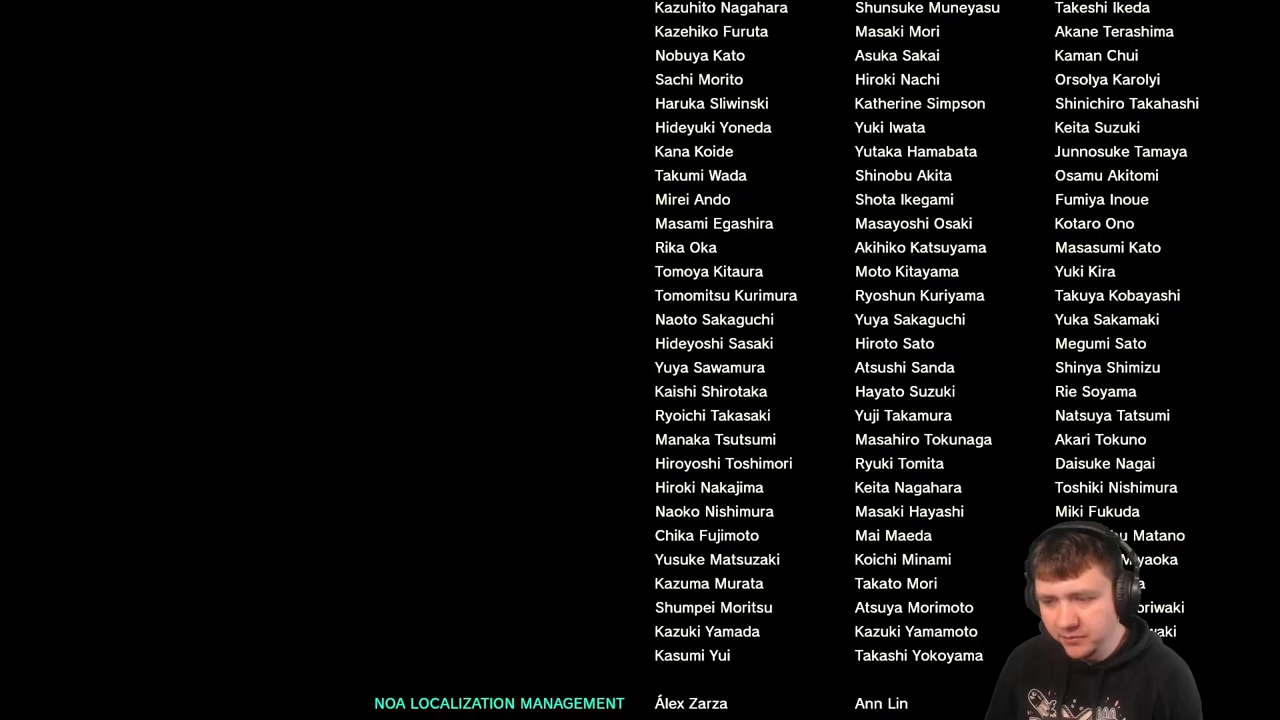 Kazuhito Nagahara Shunsuke Muneyasu Takeshi Ikeda
Kazehiko Furuta Masaki Mori Akane Terashima
Nobuya Kato Asuka Sakai Kaman Chui
Sachi Morito Hiroki Nachi Orsolya Karolyi
Haruka Sliwinski Katherine Simpson Shinichiro Takahashi
Hideyuki Yoneda Yuki Iwata Keita Suzuki
Kana Koide Yutaka Hamabata Junnosuke Tamaya
Takumi Wada Shinobu Akita Osamu Akitomi
Mirei Ando Shota Ikegami Fumiya Inoue
Masami Egashira Masayoshi Osaki Kotaro Ono
Rika Oka Akihiko Katsuyama Masasumi Kato
Tomoya Kitaura Moto Kitayama Yuki Kira
Tomomitsu Kurimura Ryoshun Kuriyama Takuya Kobayashi
Naoto Sakaguchi Yuya Sakaguchi Yuka Sakamaki
Hideyoshi Sasaki Hiroto Sato Megumi Sato
Yuya Sawamura Atsushi Sanda Shinya Shimizu
Kaishi Shirotaka Hayato Suzuki Rie Soyama
Ryoichi Takasaki Yuji Takamura Natsuya Tatsumi
Manaka Tsutsumi Masahiro Tokunaga Akari Tokuno
Hiroyoshi Toshimori Ryuki Tomita Daisuke Nagai
Hiroki Nakajima Keita Nagahara Toshiki Nishimura
Naoko Nishimura Masaki Hayashi Miki Fukuda
Chika Fujimoto Mai Maeda Matano
Yusuke Matsuzaki Koichi Minami
Kazuma Murata Takato Mori
Shumpei Moritsu Atsuya Morimoto
Kazuki Yamada Kazuki Yamamoto
Kasumi Yui Takashi Yokoyama
NOA LOCALIZATION MANAGEMENT Álex Zarza Ann Lin